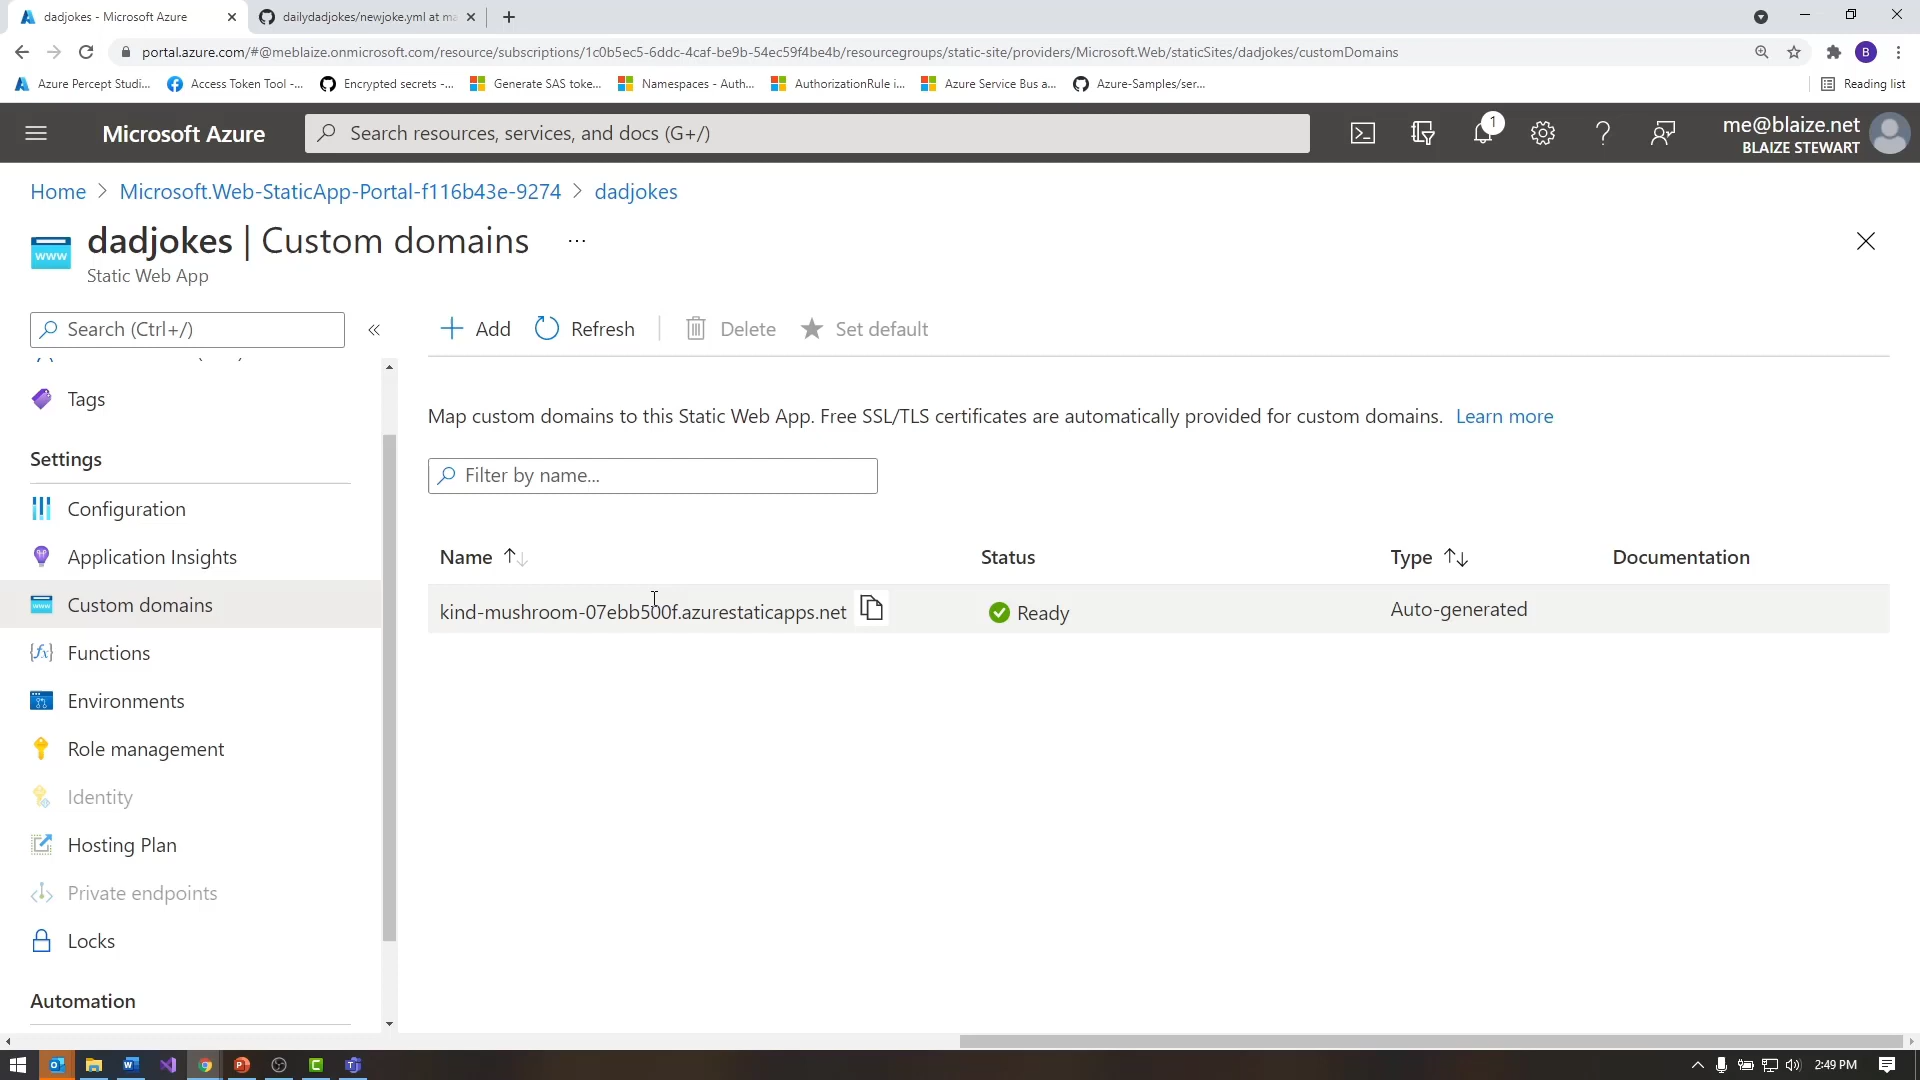 dadjokes - Microsoft Azure
dailydadjokes/newjoke.yml at ma
portal.azure.com/#@meblaize.onmicrosoft.com/resource/subscriptions/1c0b5ec5-6ddc-4caf-be9b-54ec59f4be4b/resourcegroups/static-site/providers/Microsoft.Web/staticSites/dadjokes/customDomains
B
Azure Percept Studi...
Access Token Tool -...
Encrypted secrets -...
Generate SAS toke...
Namespaces - Auth...
AuthorizationRule i...
Azure Service Bus a...
Azure-Samples/ser...
Reading list
Microsoft Azure
Search resources, services, and docs (G+/)
1
me@blaize.net
BLAIZE STEWART
Home > Microsoft.Web-StaticApp-Portal-f116b43e-9274 > dadjokes
www
dadjokes | Custom domains ...
Static Web App
Search (Ctrl+/)
«
Add
Refresh
Delete
Set default
Tags
Settings
Configuration
Application Insights
Custom domains
Functions
Environments
Role management
Identity
Hosting Plan
Private endpoints
Locks
Automation
Map custom domains to this Static Web App. Free SSL/TLS certificates are automatically provided for custom domains. Learn more
Filter by name...
Name
Status
Type
Documentation
kind-mushroom-07ebb500f.azurestaticapps.net
Ready
Auto-generated
2:49 PM